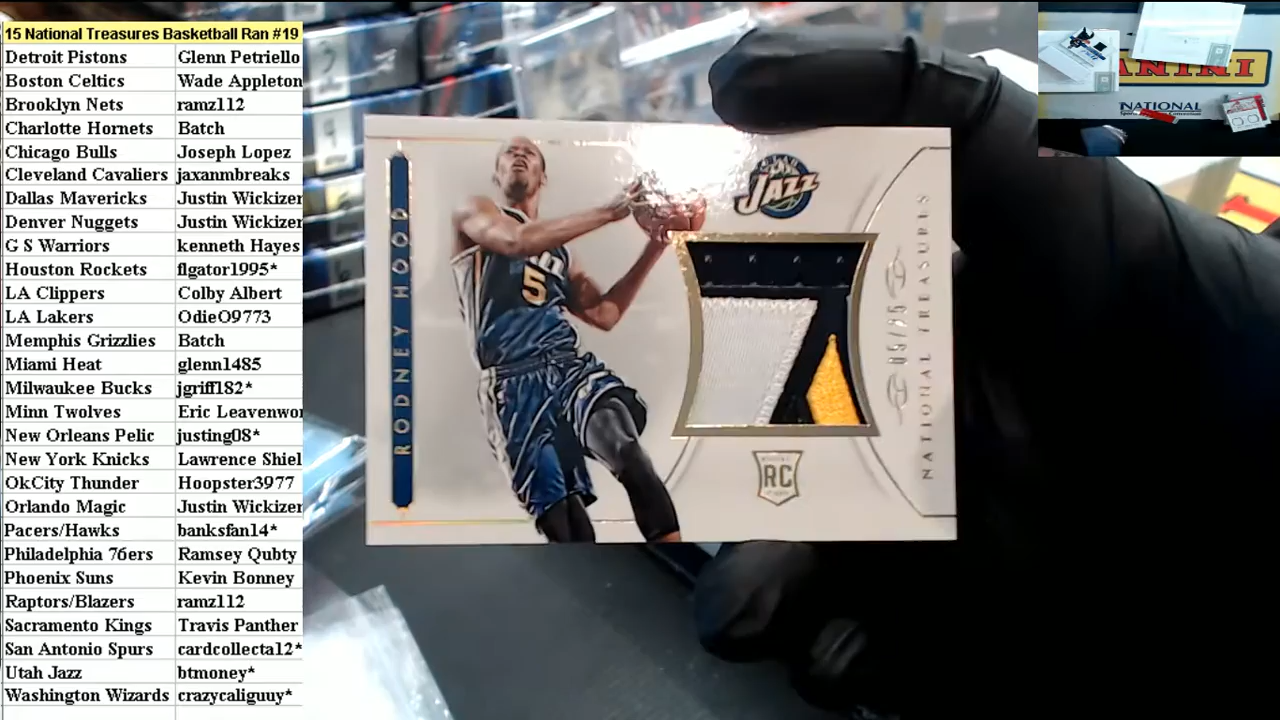 15 National Treasures Basketball Ran #19
Detroit Pistons Glenn Petriello
Boston Celtics Wade Appleton
Brooklyn Nets ramz112
Charlotte Hornets Batch
Chicago Bulls Joseph Lopez
Cleveland Cavaliers jaxanmbreaks
Dallas Mavericks Justin Wickizer
Denver Nuggets Justin Wickizer
G S Warriors kenneth Hayes
Houston Rockets flgator1995*
LA Clippers Colby Albert
LA Lakers OdieO9773
Memphis Grizzlies Batch
Miami Heat glenn1485
Milwaukee Bucks jgriff182*
Minn Twolves Eric Leavenwo
New Orleans Pelic justing08*
New York Knicks Lawrence Shiel
OkCity Thunder Hoopster3977
Orlando Magic Justin Wickizer
Pacers/Hawks banksfan14*
Philadelphia 76ers Ramsey Qubty
Phoenix Suns Kevin Bonney
Raptors/Blazers ramz112
Sacramento Kings Travis Panther
San Antonio Spurs cardcollecta12*
Utah Jazz btmoney*
Washington Wizards crazycaliguuy*
RODNEY HOOD
5
JAZZ
RC
09/25
NATIONAL TREASURES
PANINI
NATIONAL